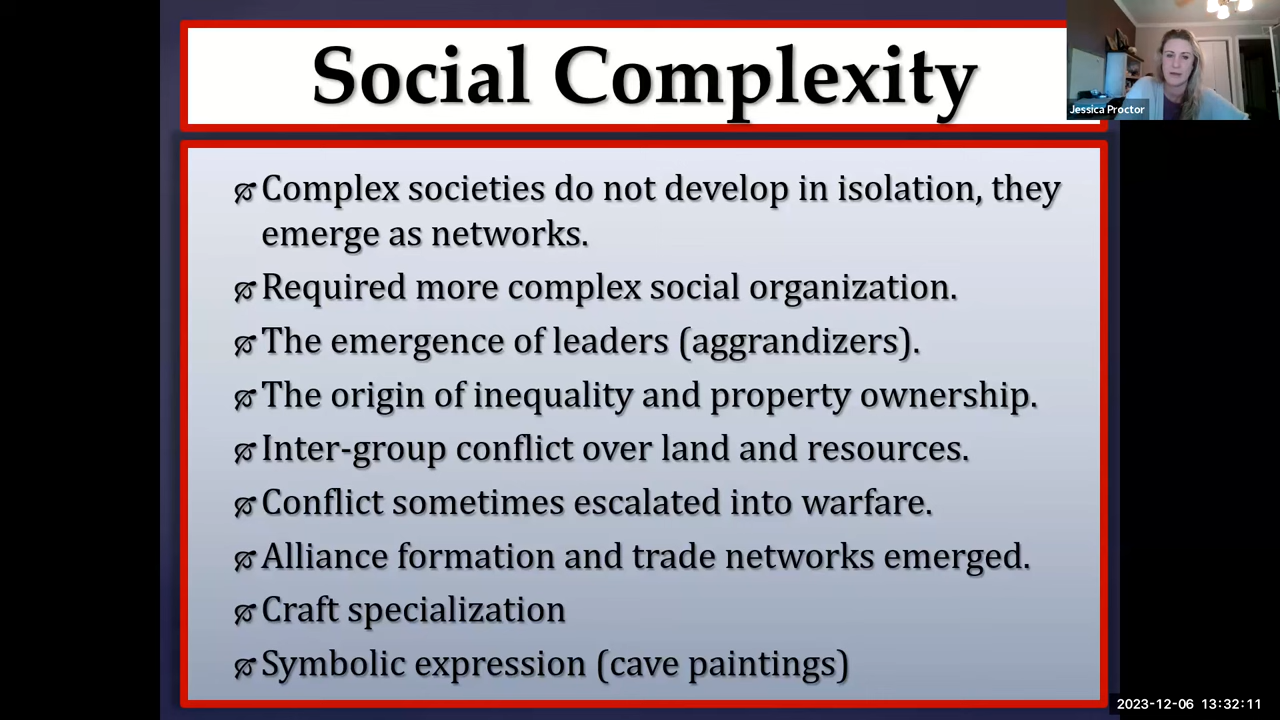 Social Complexity
Jessica Proctor
Complex societies do not develop in isolation, they
emerge as networks.
Required more complex social organization.
The emergence of leaders (aggrandizers).
The origin of inequality and property ownership.
Inter-group conflict over land and resources.
Conflict sometimes escalated into warfare.
Alliance formation and trade networks emerged.
Craft specialization
Symbolic expression (cave paintings)
2023-12-06 13:32:11